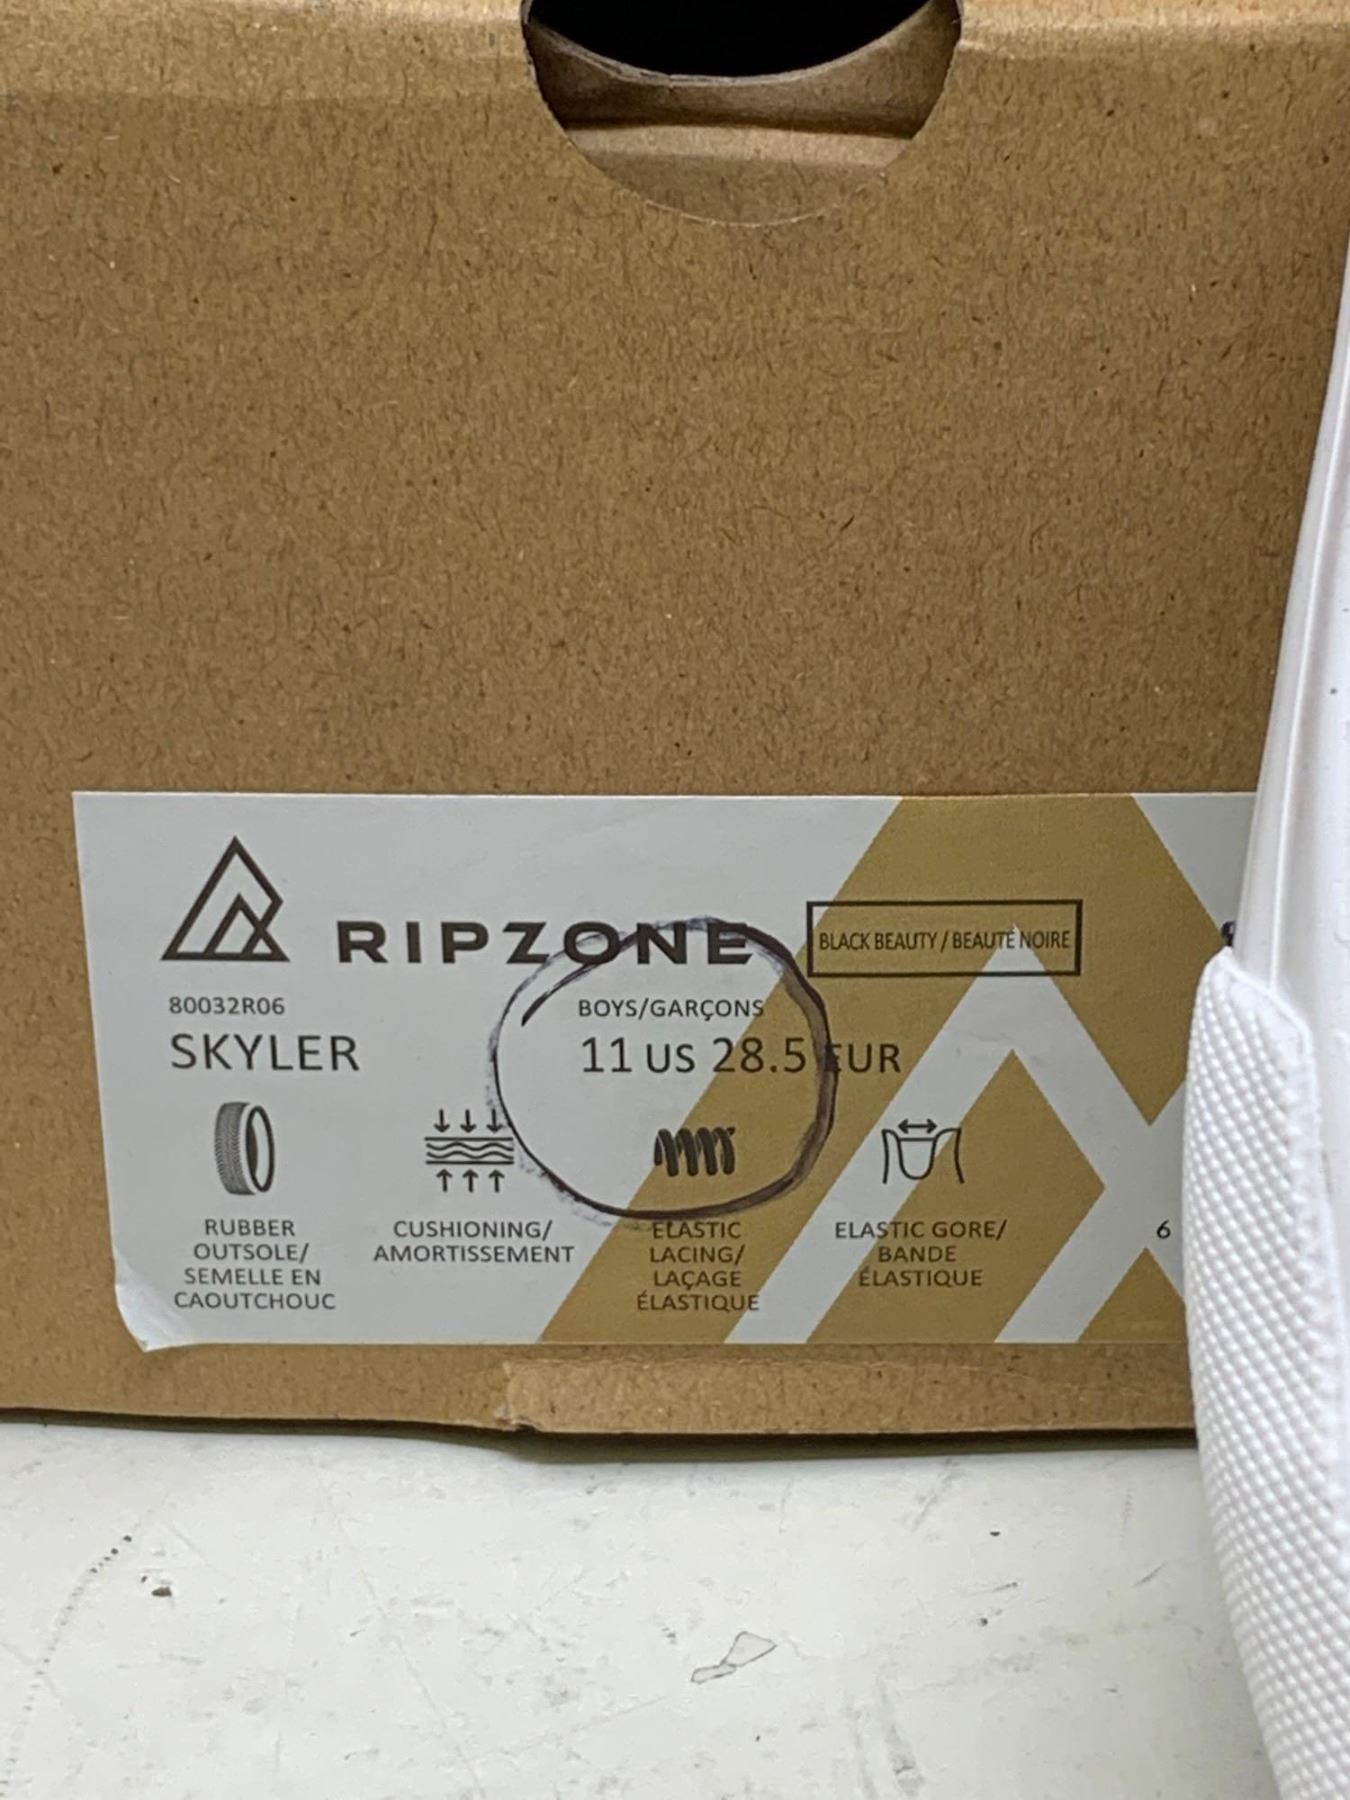 RIPZONE
BLACK BEAUTY / BEAUTÉ NOIRE
80032R06
SKYLER
BOYS/GARÇONS
11 US 28.5 EUR
RUBBER
OUTSOLE/
SEMELLE EN
CAOUTCHOUC
CUSHIONING/
AMORTISSEMENT
ELASTIC
LACING/
LAÇAGE
ÉLASTIQUE
ELASTIC GORE/
BANDE
ÉLASTIQUE
6